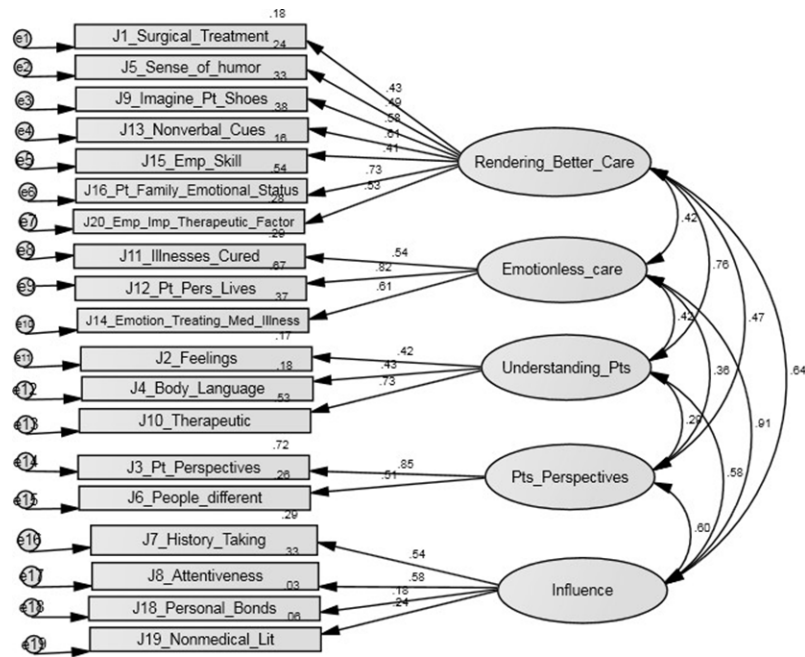 .18
e1
J1_Surgical_Treatment
.24
e2
J5_Sense_of_humor
.33
e3
J9_Imagine_Pt_Shoes
.38
e4
J13_Nonverbal_Cues
.16
e5
J15_Emp_Skill
.54
e6
J16_Pt_Family_Emotional_Status
.28
e7
J20_Emp_Imp_Therapeutic_Factor
.29
e8
J11_Illnesses_Cured
.67
e9
J12_Pt_Pers_Lives
.37
e10
J14_Emotion_Treating_Med_Illness
.17
e11
J2_Feelings
.18
e12
J4_Body_Language
.53
e13
J10_Therapeutic
.72
e14
J3_Pt_Perspectives
.26
e15
J6_People_different
.29
e16
J7_History_Taking
.33
e17
J8_Attentiveness
.03
e18
J18_Personal_Bonds
.06
e19
J19_Nonmedical_Lit
.43
.49
.58
.61
.41
.73
.53
.54
.82
.61
.42
.43
.73
.85
.51
.54
.58
.18
.24
Rendering_Better_Care
Emotionless_care
Understanding_Pts
Pts_Perspectives
Influence
.42
.76
.47
.64
.42
.36
.91
.29
.58
.60